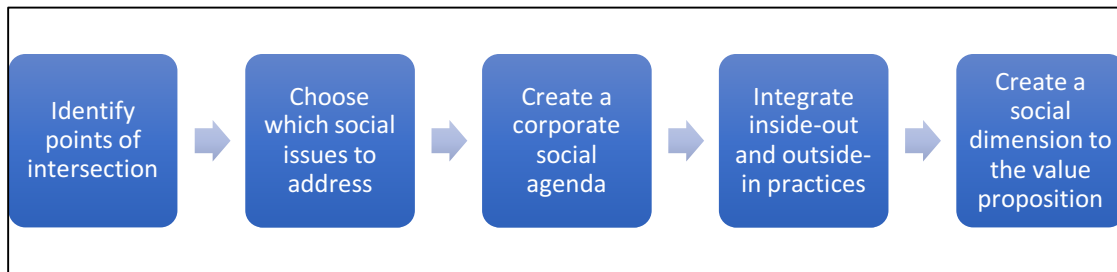 Identify
points of
intersection
Choose
which social
issues to
address
Create a
corporate
social
agenda
Integrate
inside-out
and outside-
in practices
Create a
social
dimension to
the value
proposition